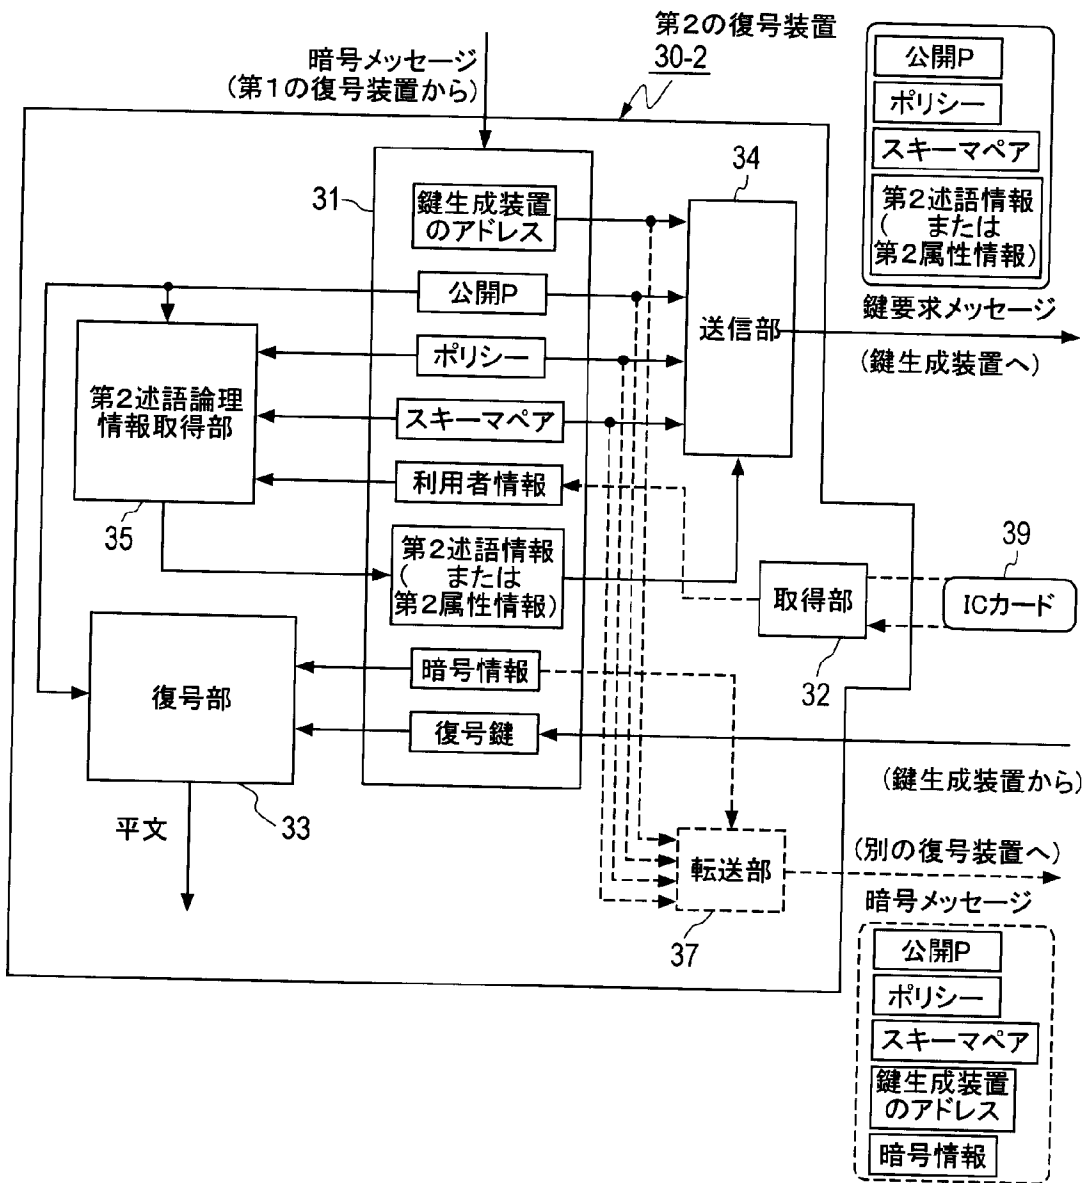 第2の復号装置
30-2
暗号メッセージ
(第1の復号装置から)
公開P
ポリシー
スキーマペア
第2述語情報
( または
第2属性情報)
鍵要求メッセージ
(鍵生成装置へ)
31
鍵生成装置
のアドレス
公開P
ポリシー
スキーマペア
利用者情報
第2述語情報
( または
第2属性情報)
暗号情報
復号鍵
34
送信部
第2述語論理
情報取得部
35
39
ICカード
取得部
32
復号部
33
平文
(鍵生成装置から)
転送部
37
(別の復号装置へ)
暗号メッセージ
公開P
ポリシー
スキーマペア
鍵生成装置
のアドレス
暗号情報